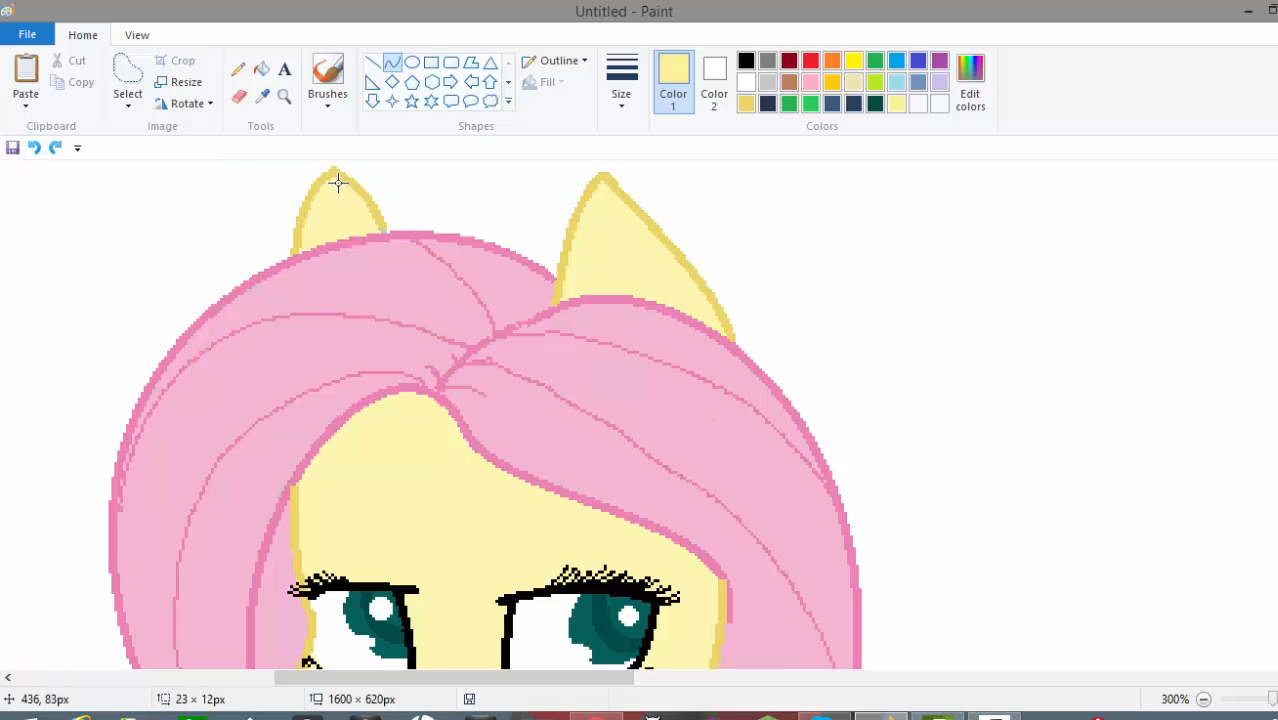 Untitled - Paint
File Home View
Paste
Cut
Copy
Clipboard
Select
Crop
Resize
Rotate
Image
Tools
Brushes
Shapes
Outline
Fill
Size
Color 1
Color 2
Edit colors
Colors
436, 83px
23 × 12px
1600 × 620px
300%